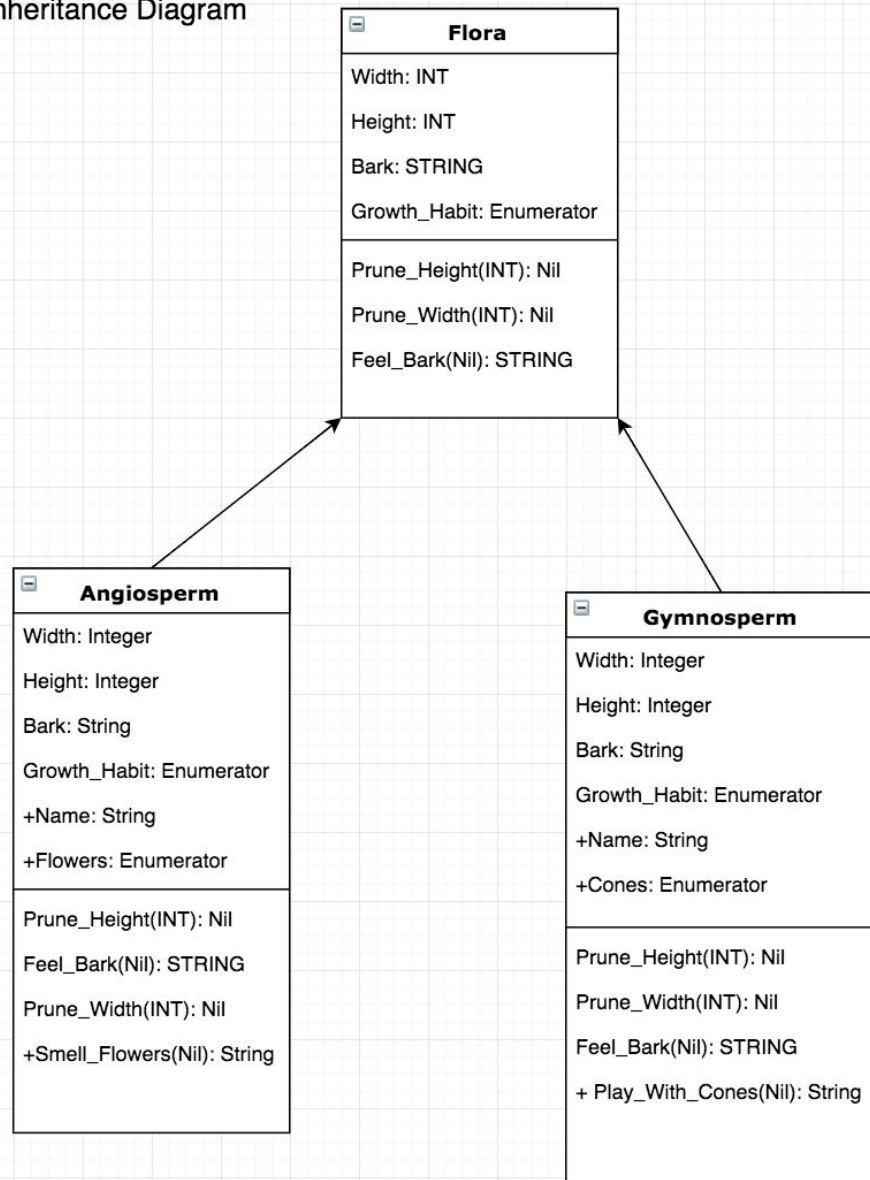 nheritance Diagram
Flora
Width: INT
Height: INT
Bark: STRING
Growth_Habit: Enumerator
Prune_Height(INT): Nil
Prune_Width(INT): Nil
Feel_Bark(Nil): STRING
Angiosperm
Width: Integer
Height: Integer
Bark: String
Growth_Habit: Enumerator
+Name: String
+Flowers: Enumerator
Prune_Height(INT): Nil
Feel_Bark(Nil): STRING
Prune_Width(INT): Nil
+Smell_Flowers(Nil): String
Gymnosperm
Width: Integer
Height: Integer
Bark: String
Growth_Habit: Enumerator
+Name: String
+Cones: Enumerator
Prune_Height(INT): Nil
Prune_Width(INT): Nil
Feel_Bark(Nil): STRING
+ Play_With_Cones(Nil): String